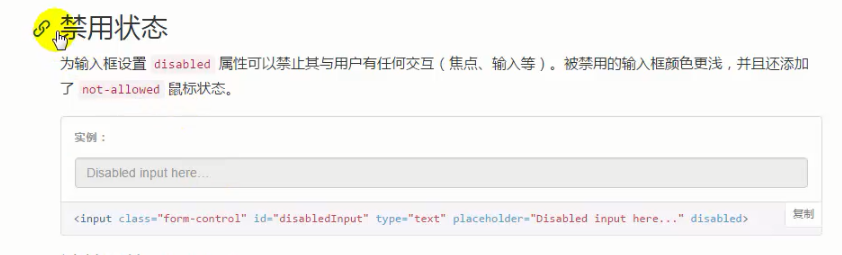 禁用状态
为输入框设置 disabled 属性可以禁止其与用户有任何交互（焦点、输入等）。被禁用的输入框颜色更浅，并且还添加
了 not-allowed 鼠标状态。
实例：
Disabled input here…
<input class="form-control" id="disabledInput" type="text" placeholder="Disabled input here..." disabled>
复制